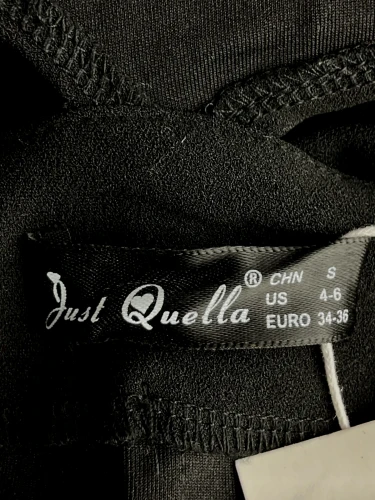 Just Quella®
CHN S
US 4-6
EURO 34-36